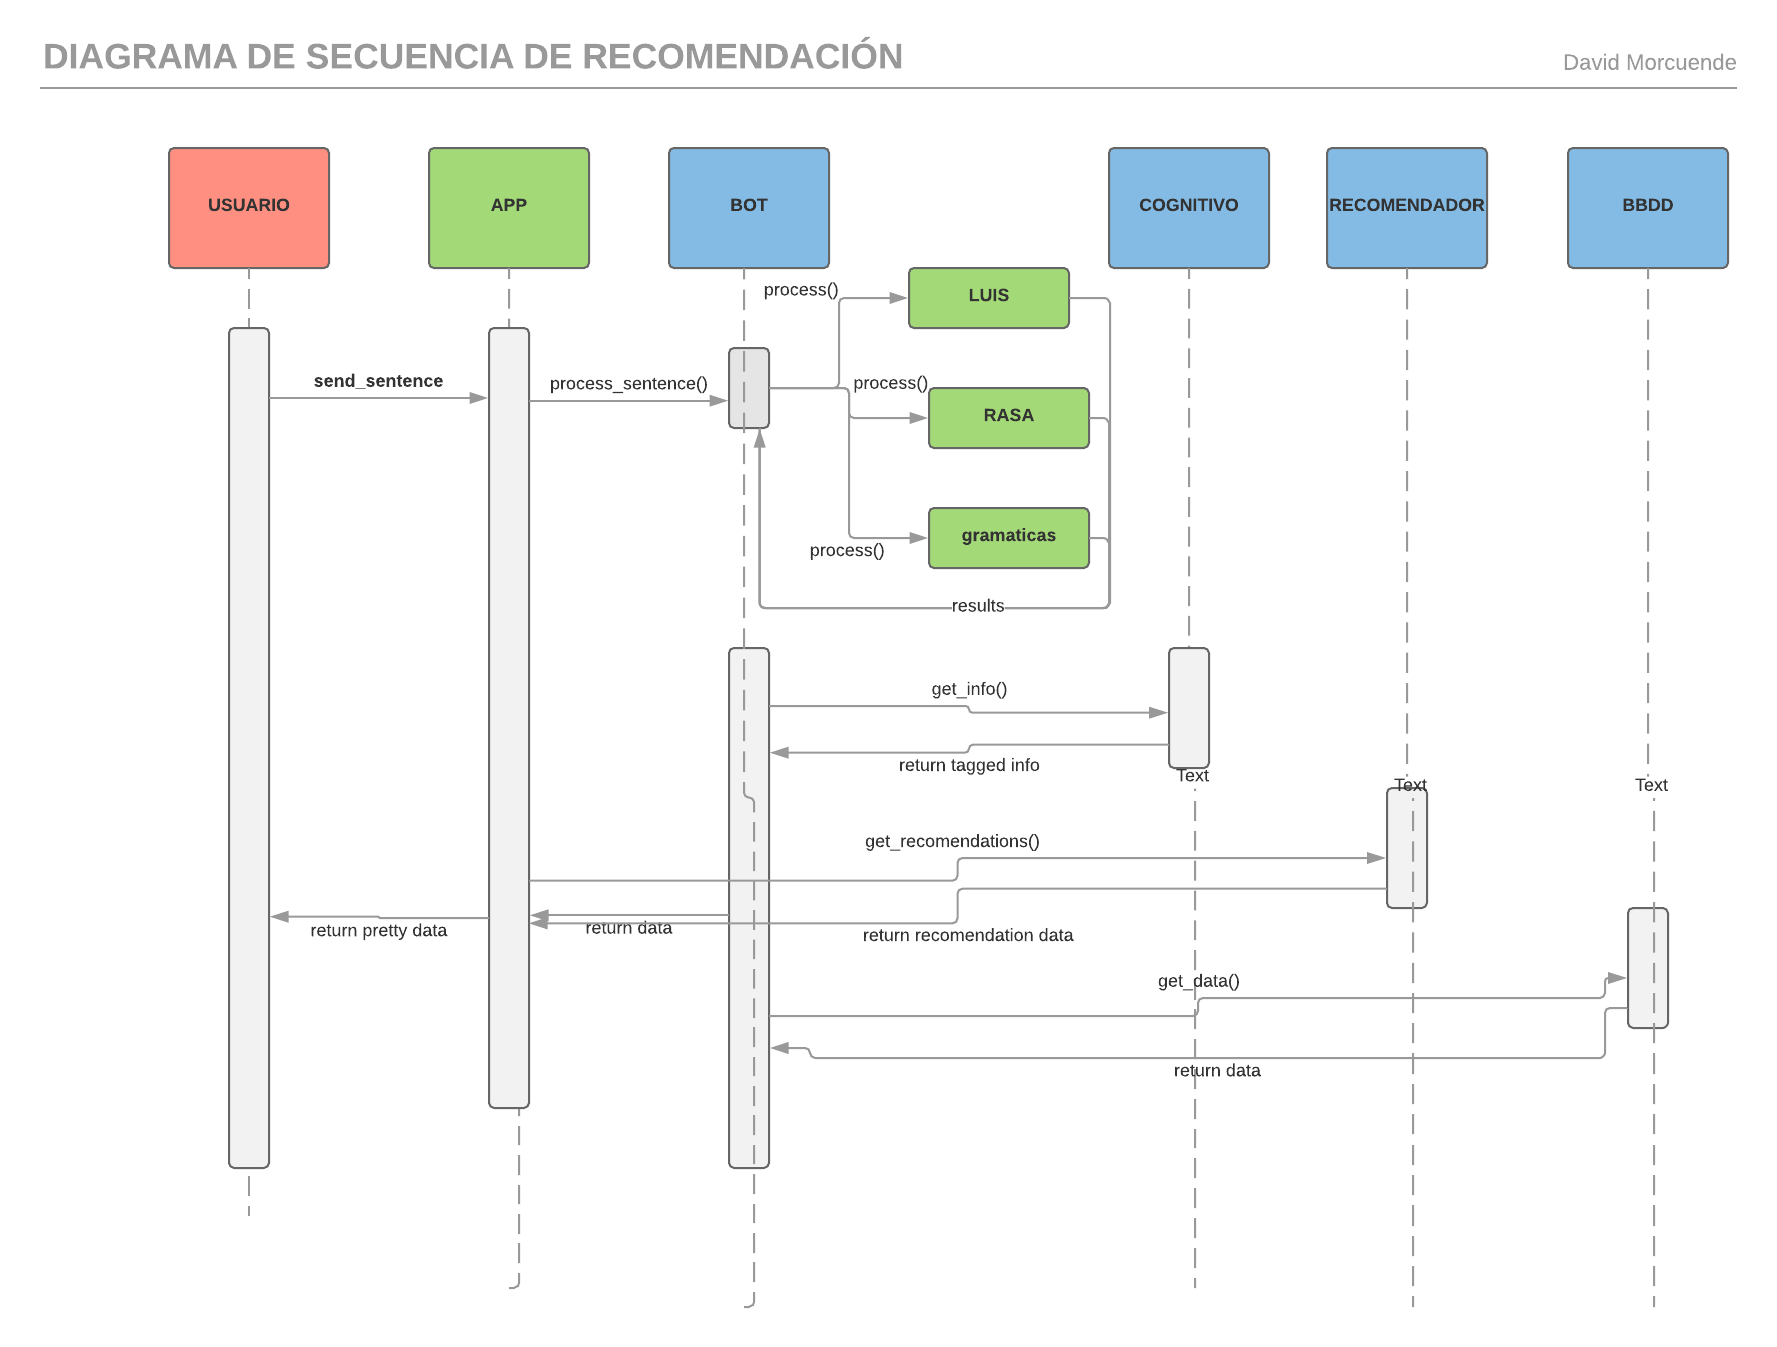 DIAGRAMA DE SECUENCIA DE RECOMENDACIÓN
David Morcuende
USUARIO
APP
BOT
COGNITIVO
RECOMENDADOR
BBDD
process()
LUIS
send_sentence
process_sentence()
process()
RASA
gramaticas
process()
results
get_info()
return tagged info
Text
Text
Text
get_recomendations()
return pretty data
return data
return recomendation data
get_data()
return data